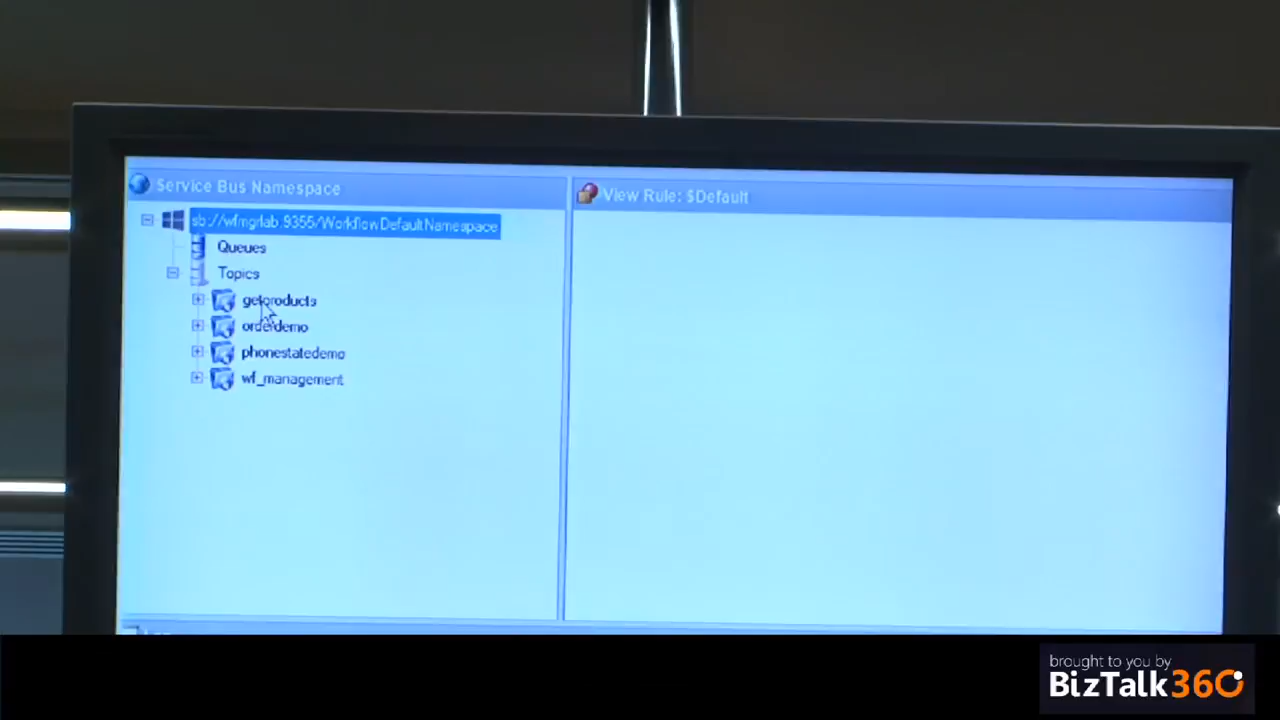 Service Bus Namespace
View Rule: $Default
sb://wfmgrlab.9355/WorkflowDefaultNamespace
Queues
Topics
getproducts
orderdemo
phonestatedemo
wf_management
brought to you by
BizTalk360